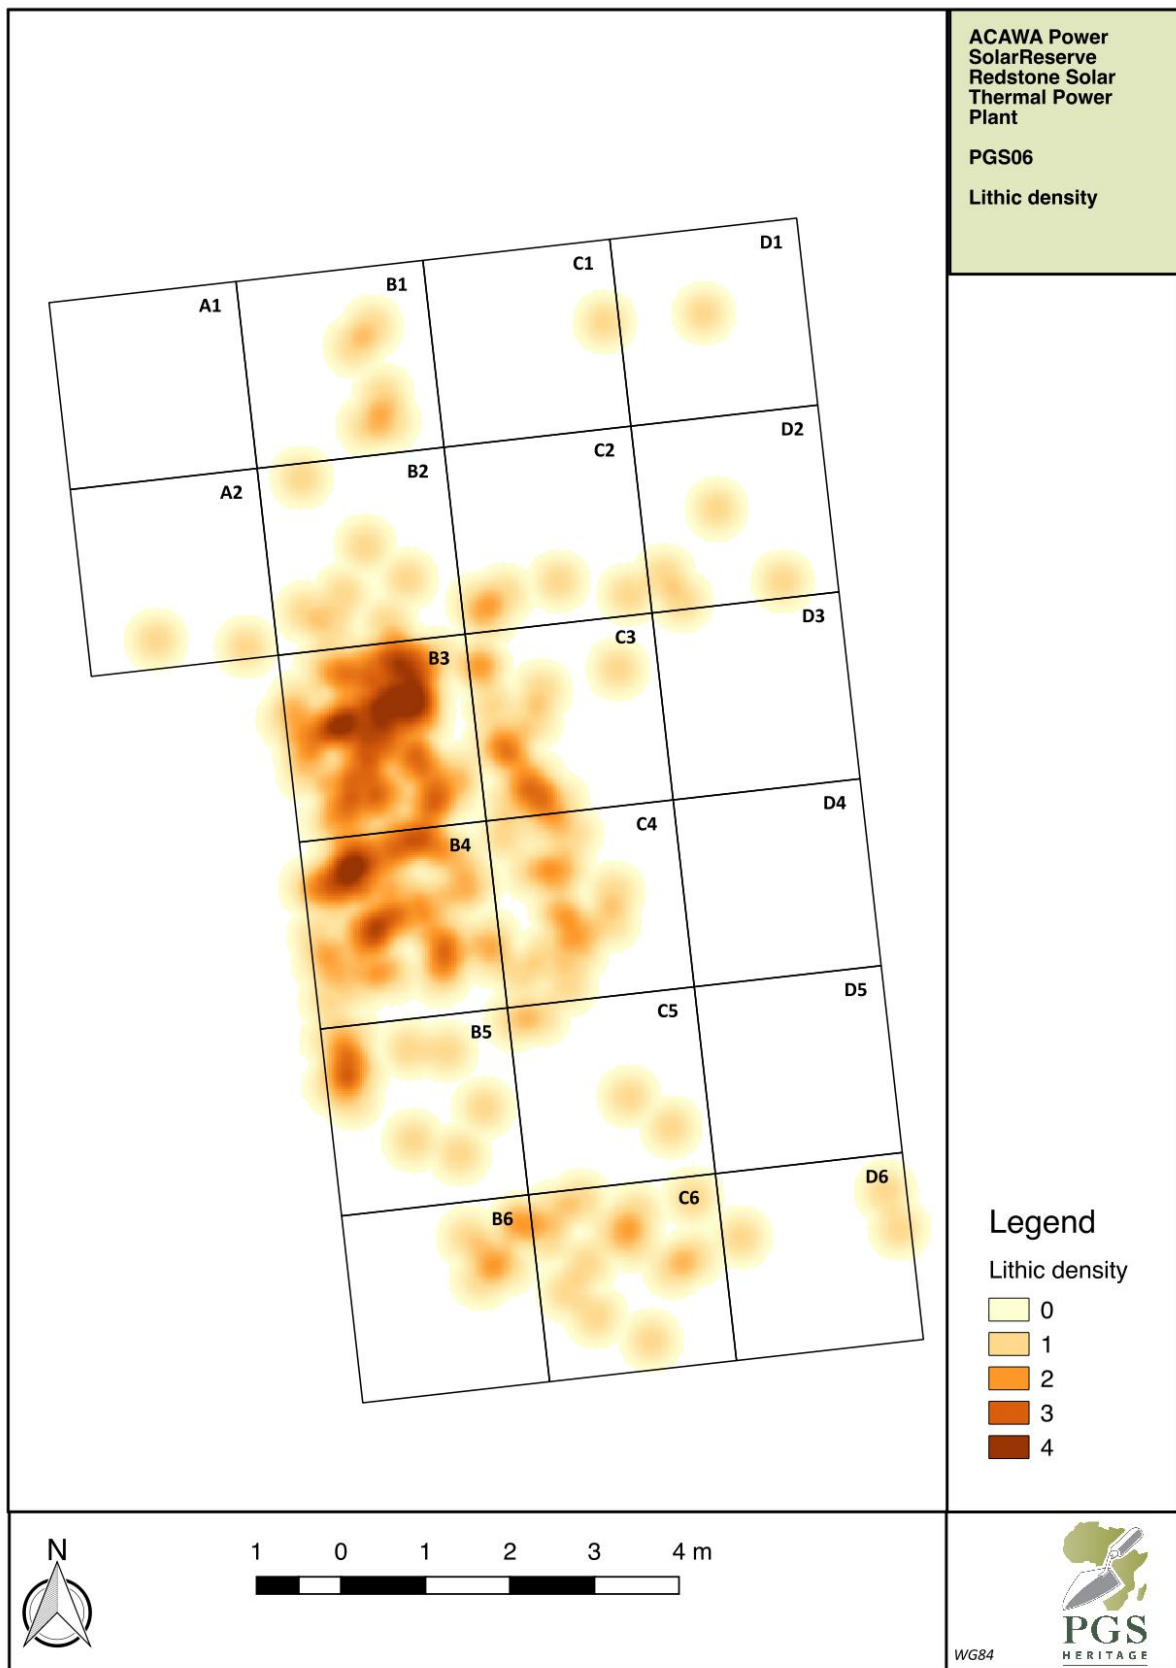 ACAWA Power
SolarReserve
Redstone Solar
Thermal Power
Plant
PGS06
Lithic density
D1
C1
B1
A1
D2
C2
B2
A2
D3
C3
B3
D4
C4
B4
D5
C5
B5
D6
C6
B6
Legend
Lithic density
0
1
2
3
4
N
1 0 1 2 3 4 m
WG84
PGS
HERITAGE